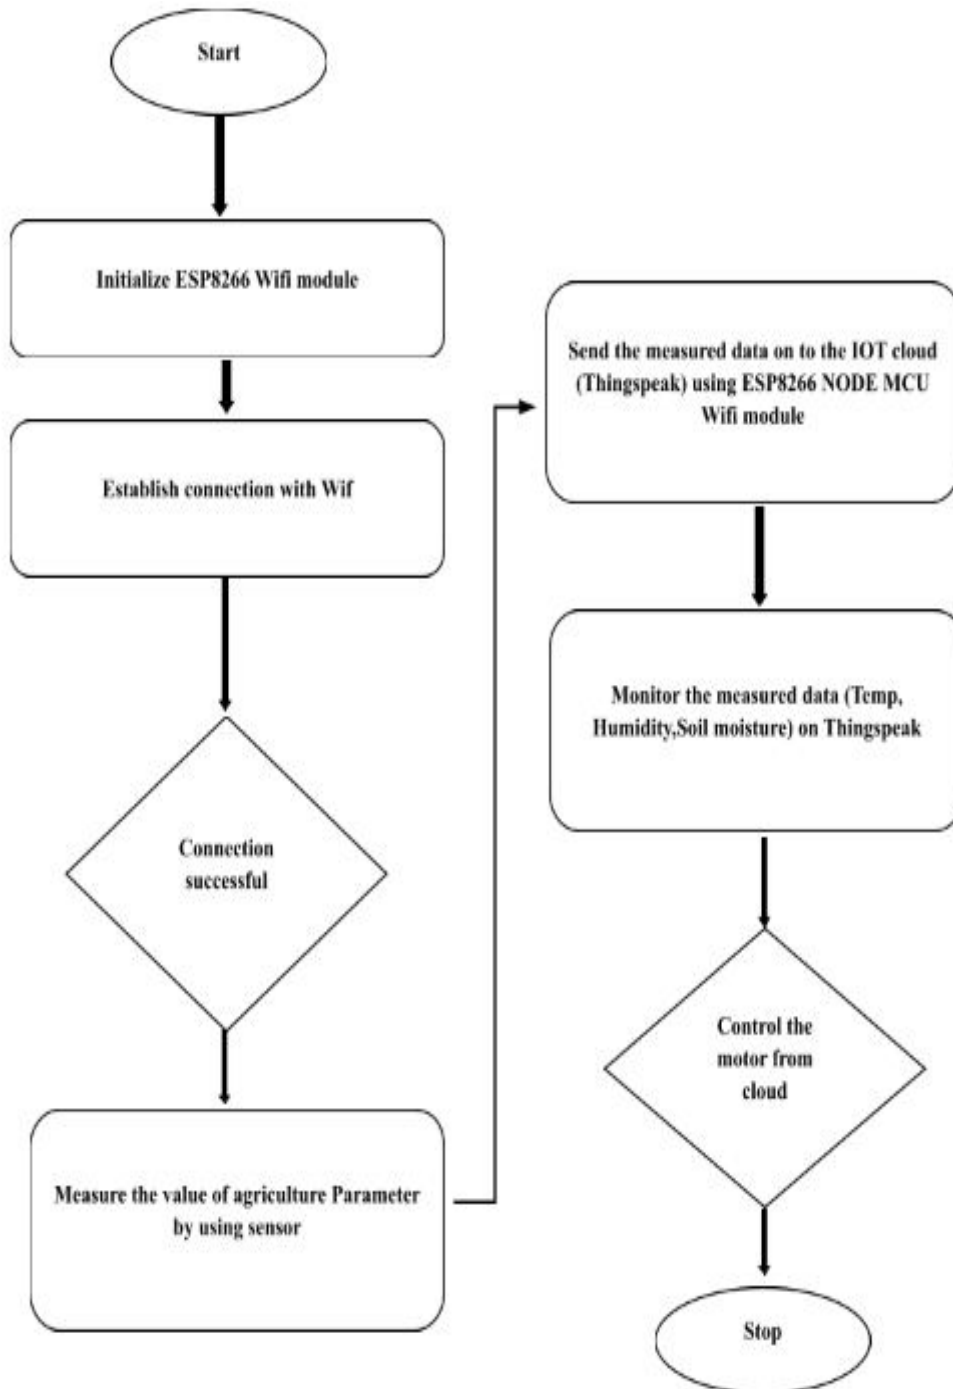 Start
Initialize ESP8266 Wifi module
Establish connection with Wif
Connection
successful
Measure the value of agriculture Parameter
by using sensor
Send the measured data on to the IOT cloud
(Thingspeak) using ESP8266 NODE MCU
Wifi module
Monitor the measured data (Temp,
Humidity,Soil moisture) on Thingspeak
Control the
motor from
cloud
Stop